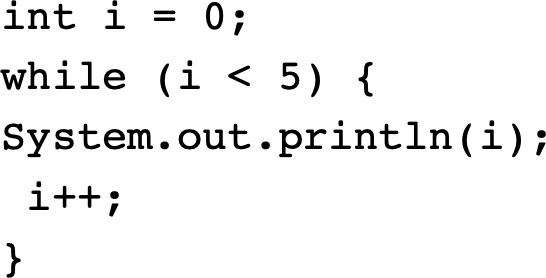 int i = 0;
while (i < 5) {
System.out.println(i);
 i++;
}